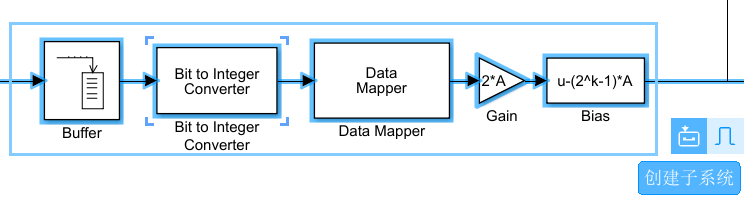 Bit to Integer
Converter
Data
Mapper
2*A
u-(2^k-1)*A
Buffer
Bit to Integer
Converter
Data Mapper
Gain
Bias
创建子系统